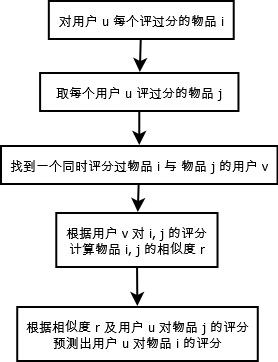 对用户 u 每个评过分的物品 i
取每个用户 u 评过分的物品 j
找到一个同时评分过物品 i 与 物品 j 的用户 v
根据用户 v 对 i, j 的评分
计算物品 i, j 的相似度 r
根据相似度 r 及用户 u 对物品 j 的评分
预测出用户 u 对物品 i 的评分